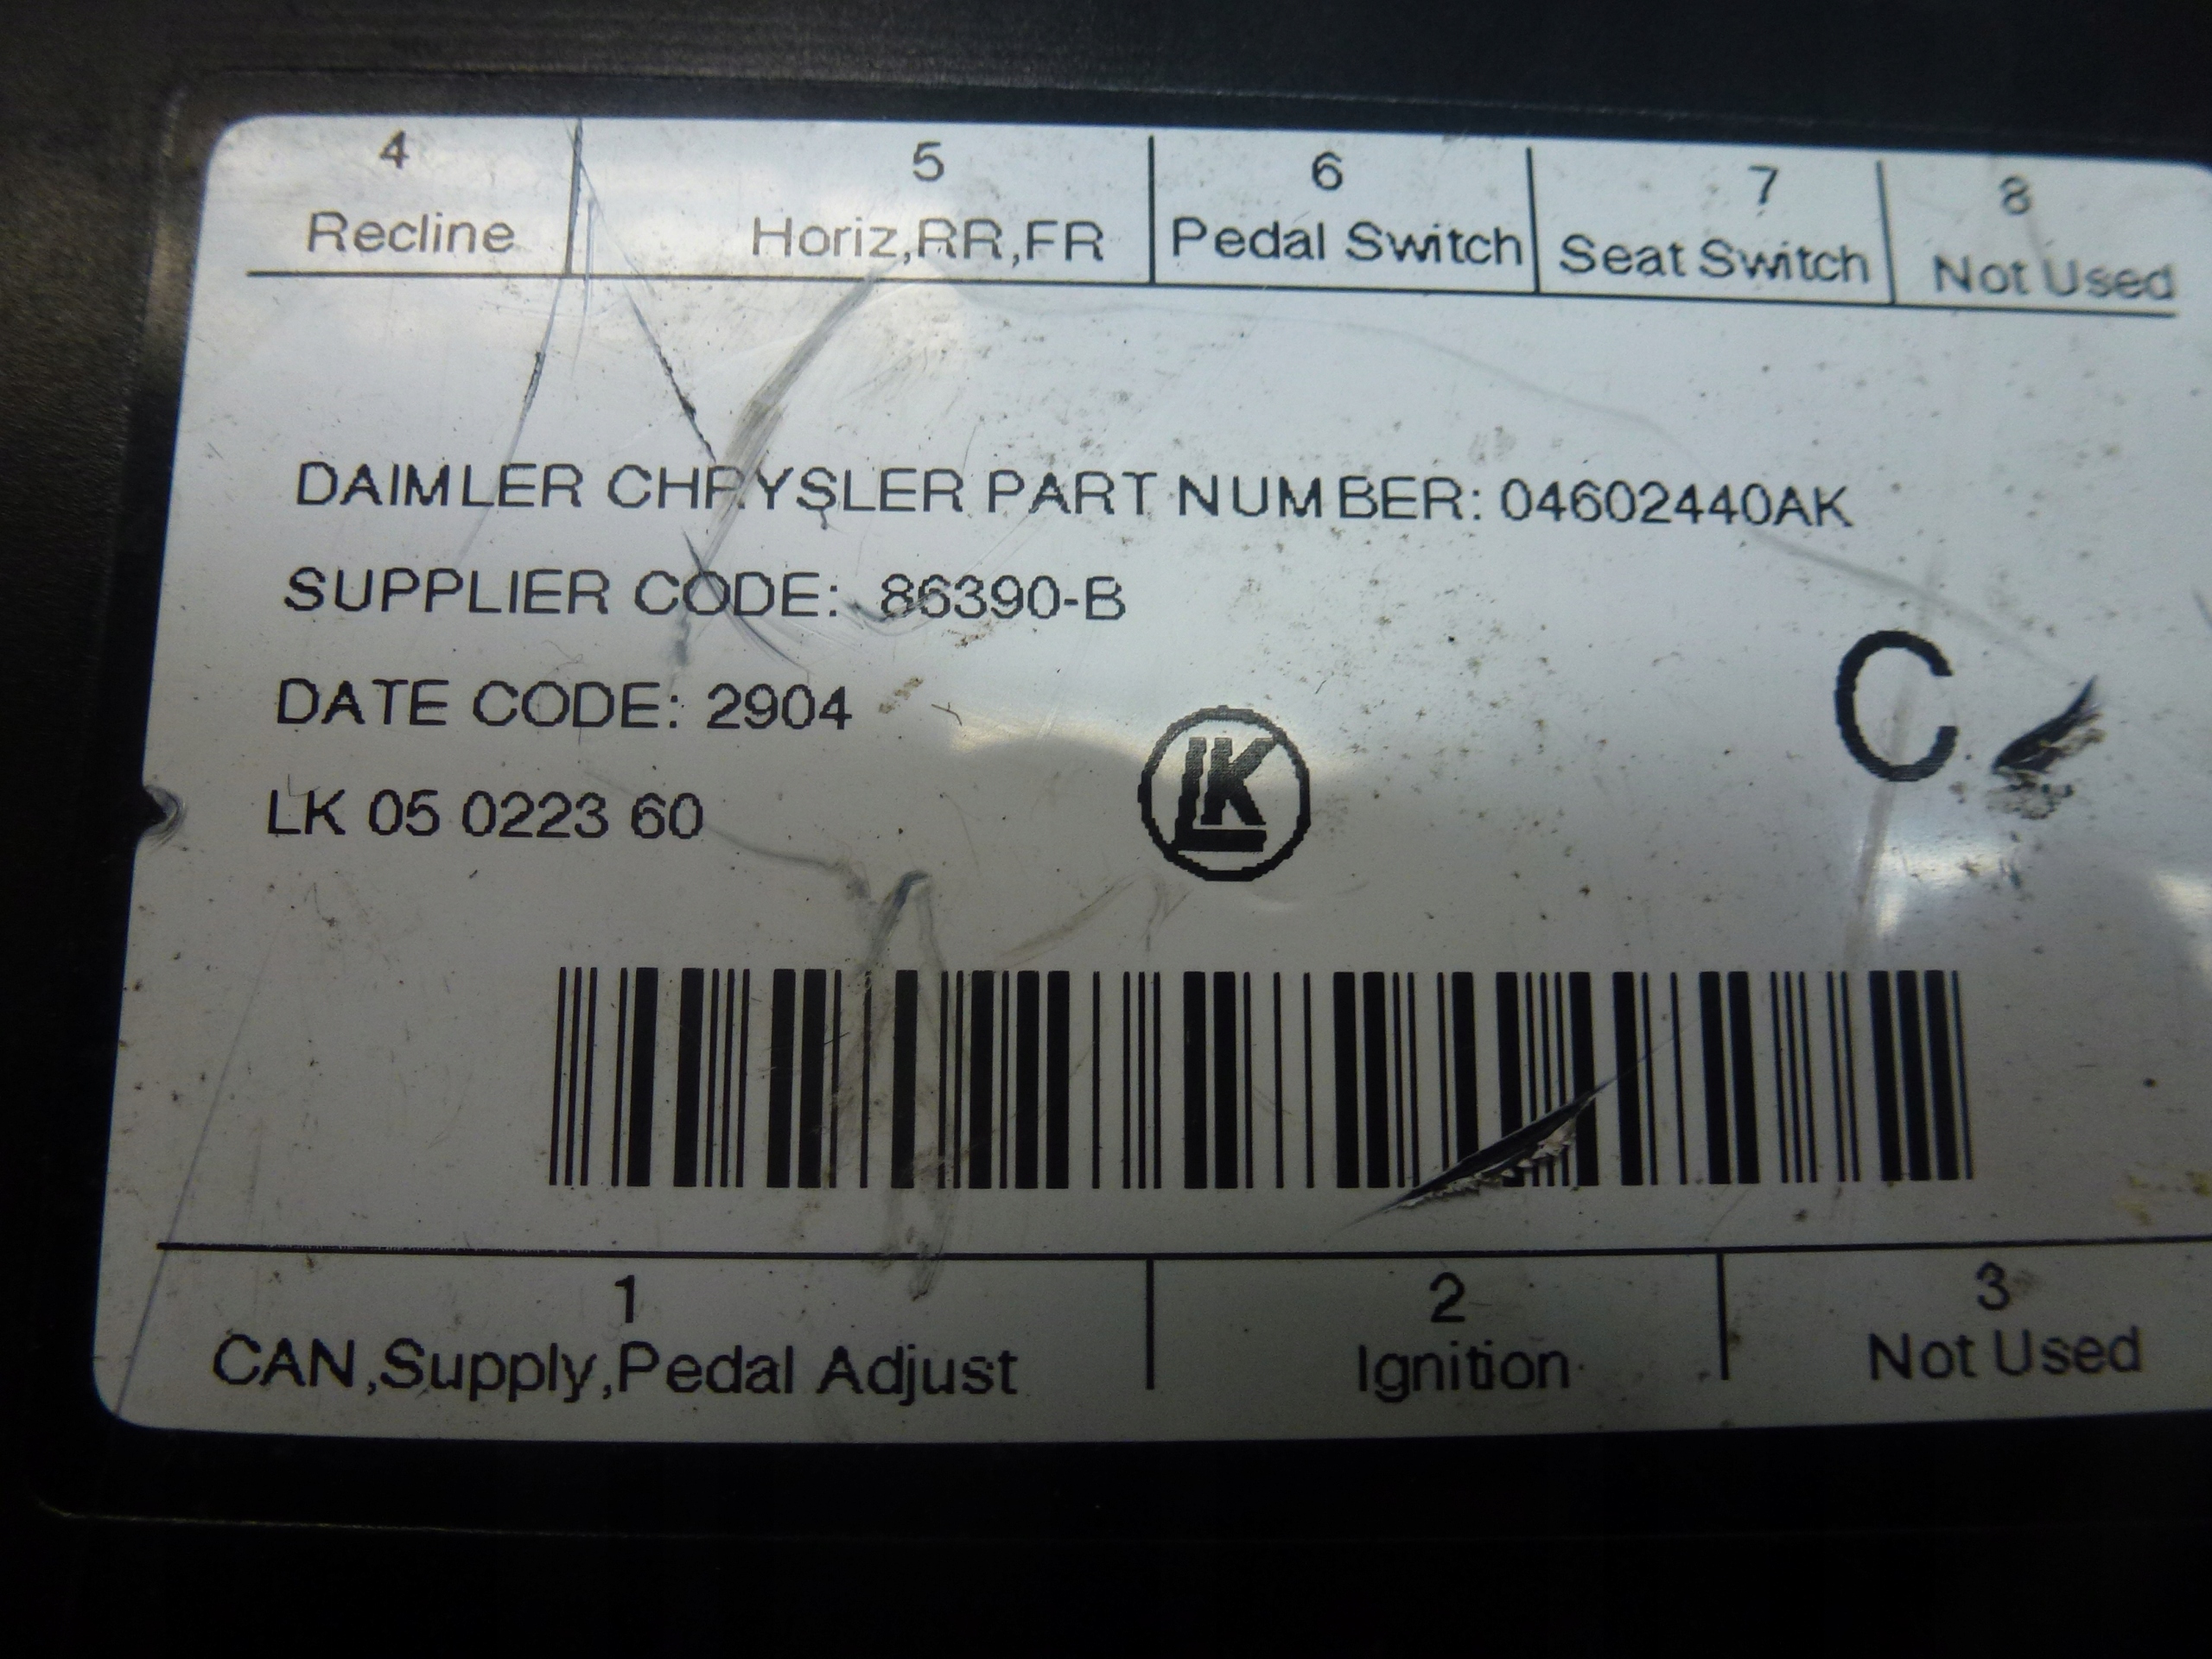 4 5 6 7 8
Recline Horiz,RR,FR Pedal Switch Seat Switch Not Used
DAIMLER CHRYSLER PART NUMBER: 04602440AK
SUPPLIER CODE: 86390-B
DATE CODE: 2904
C
LK 05 0223 60
LK
1 2 3
CAN,Supply,Pedal Adjust Ignition Not Used